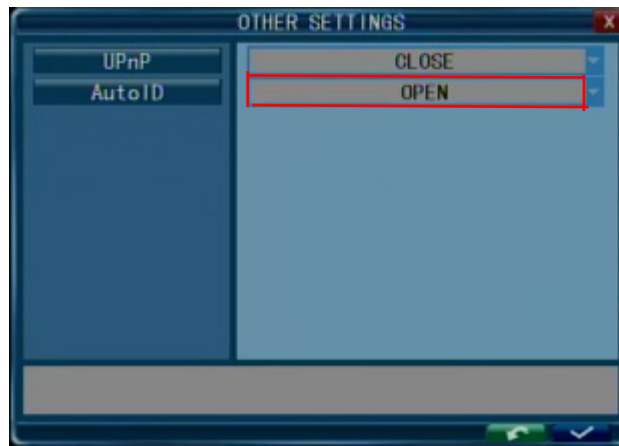 OTHER SETTINGS
X
UPnP
CLOSE
AutoID
OPEN